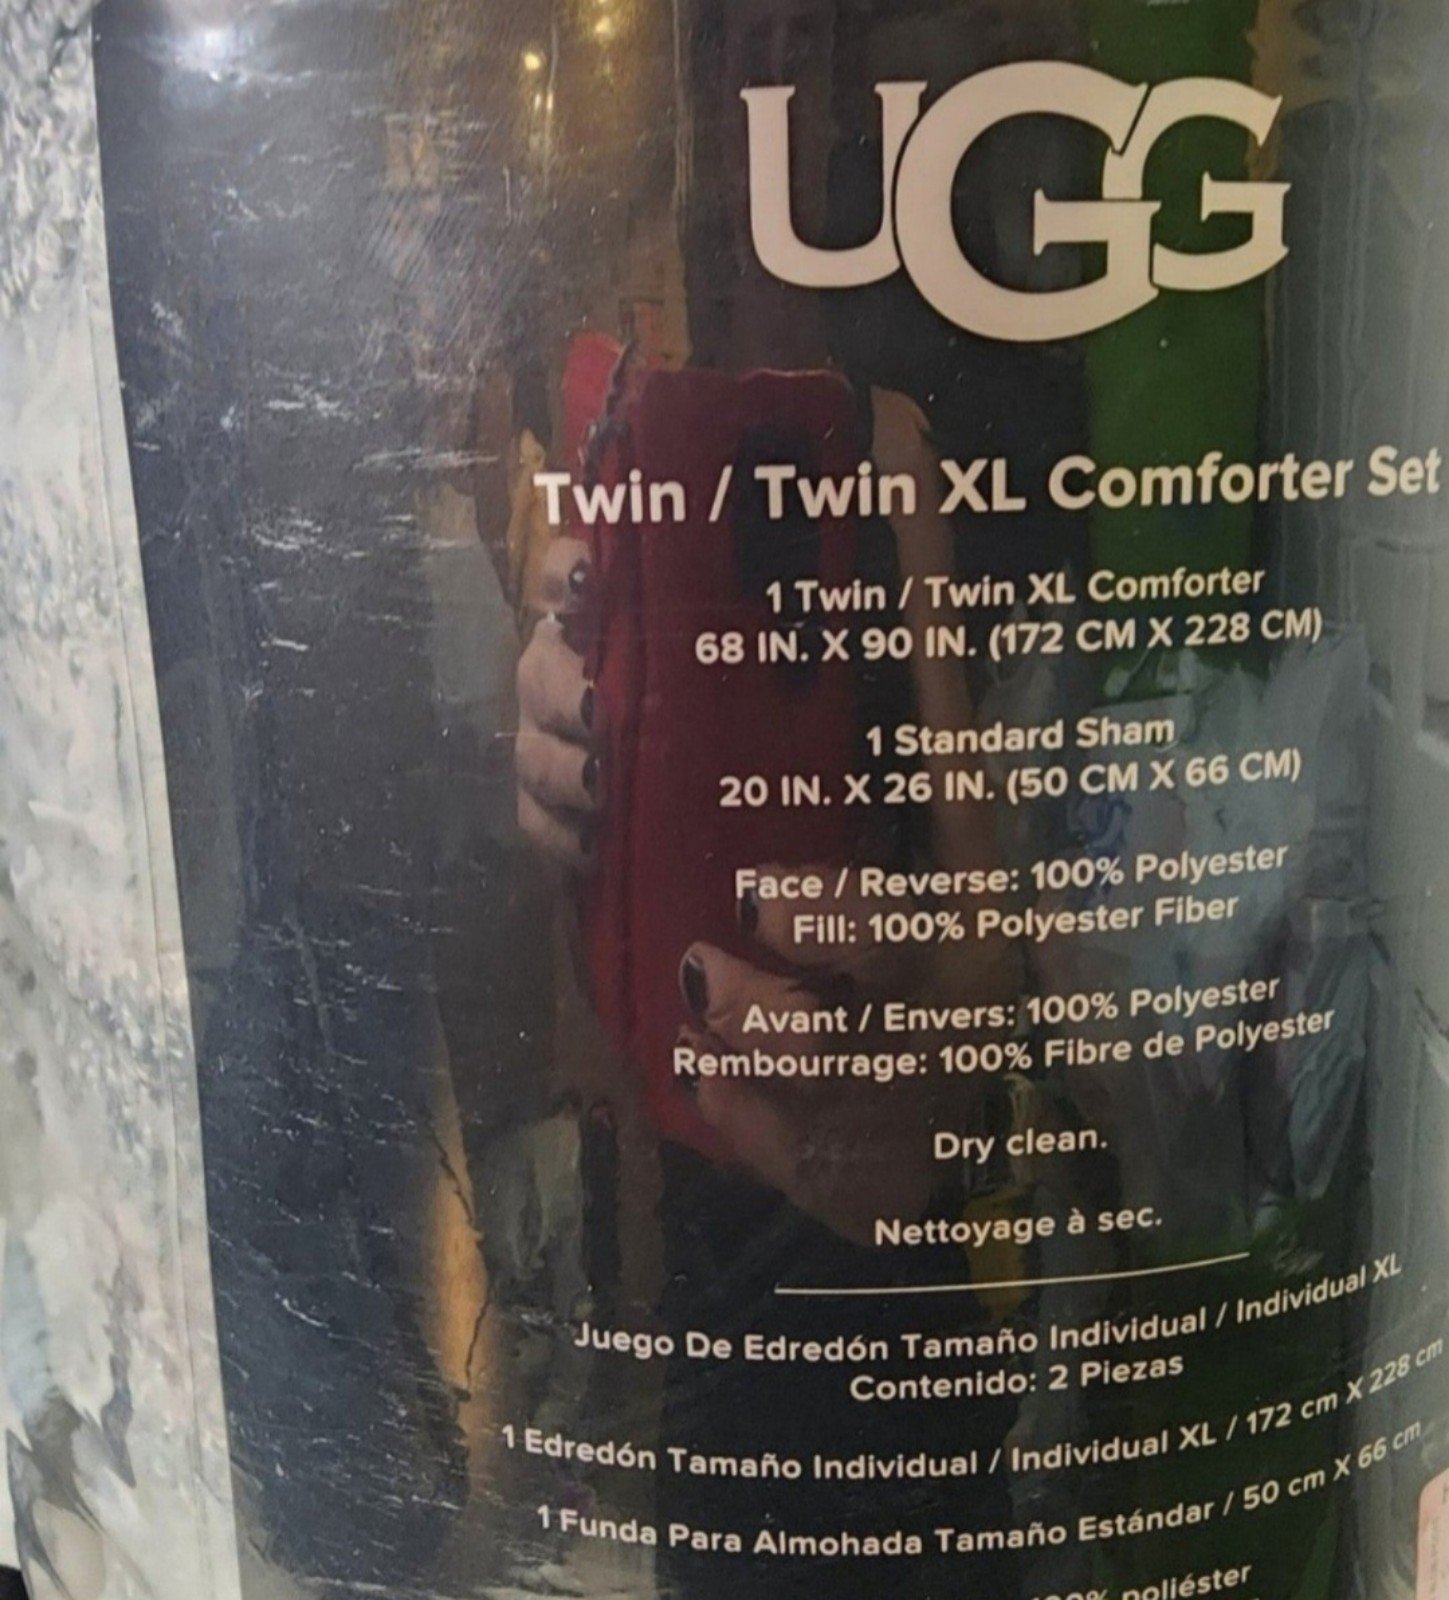 UGG
Twin / Twin XL Comforter Set
1 Twin / Twin XL Comforter
68 IN. X 90 IN. (172 CM X 228 CM)
1 Standard Sham
20 IN. X 26 IN. (50 CM X 66 CM)
Face / Reverse: 100% Polyester
Fill: 100% Polyester Fiber
Avant / Envers: 100% Polyester
Rembourrage: 100% Fibre de Polyester
Dry clean.
Nettoyage à sec.
Juego De Edredón Tamaño Individual / Individual XL
Contenido: 2 Piezas
1 Edredón Tamaño Individual / Individual XL / 172 cm X 228 cm
1 Funda Para Almohada Tamaño Estándar / 50 cm X 66 cm
poliéster